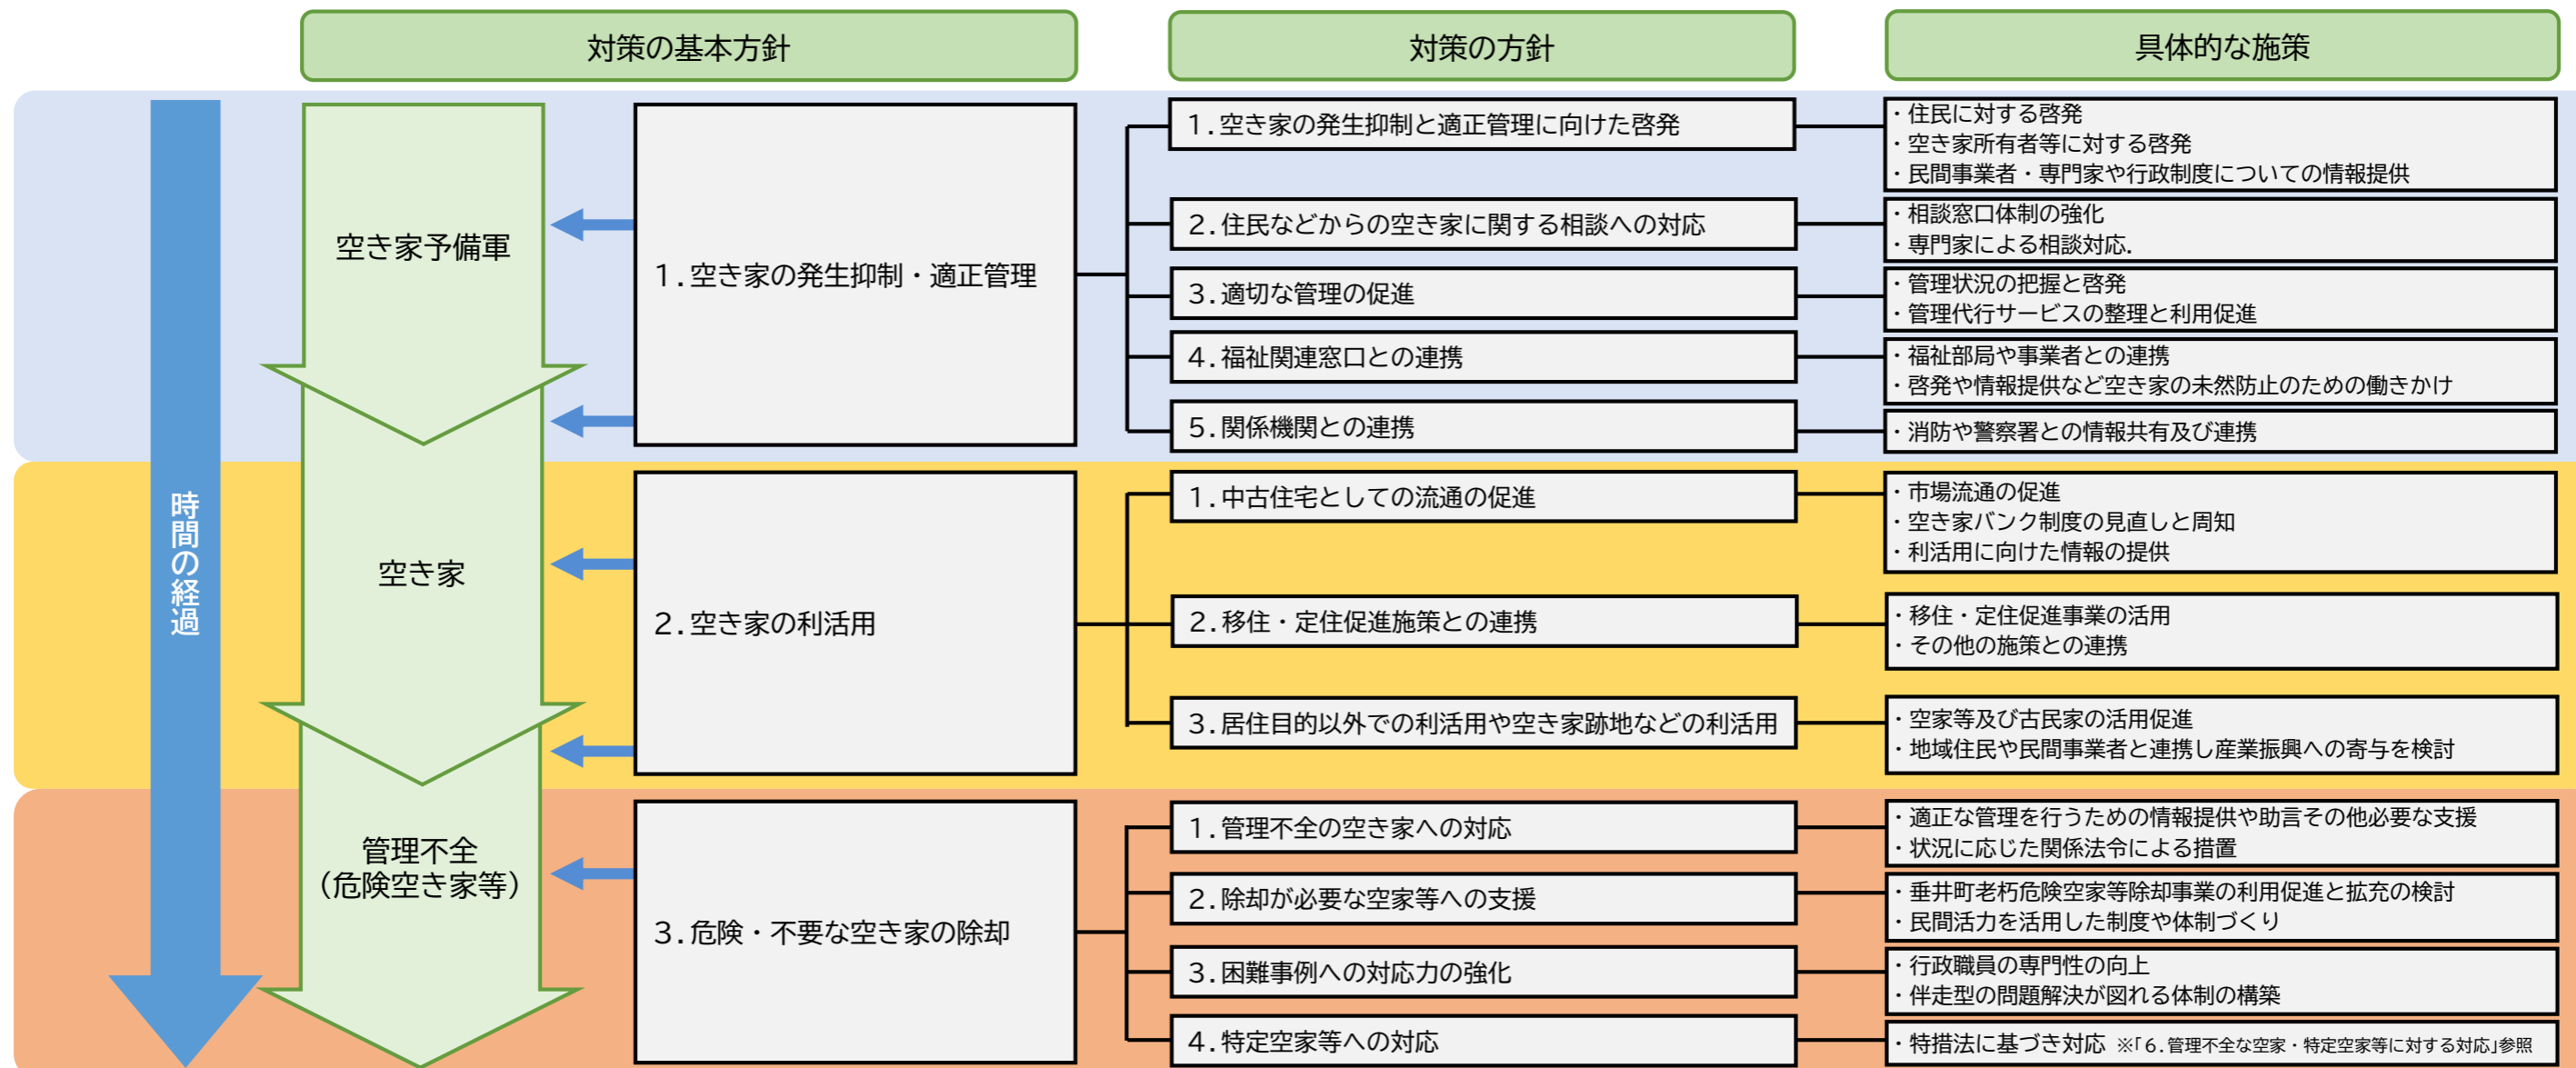 対策の基本方針
対策の方針
具体的な施策
時間の経過
空き家予備軍
空き家
管理不全
（危険空き家等）
1.空き家の発生抑制・適正管理
1.空き家の発生抑制と適正管理に向けた啓発
・住民に対する啓発
・空き家所有者等に対する啓発
・民間事業者・専門家や行政制度についての情報提供
2.住民などからの空き家に関する相談への対応
・相談窓口体制の強化
・専門家による相談対応.
3.適切な管理の促進
・管理状況の把握と啓発
・管理代行サービスの整理と利用促進
4.福祉関連窓口との連携
・福祉部局や事業者との連携
・啓発や情報提供など空き家の未然防止のための働きかけ
5.関係機関との連携
・消防や警察署との情報共有及び連携
2.空き家の利活用
1.中古住宅としての流通の促進
・市場流通の促進
・空き家バンク制度の見直しと周知
・利活用に向けた情報の提供
2.移住・定住促進施策との連携
・移住・定住促進事業の活用
・その他の施策との連携
3.居住目的以外での利活用や空き家跡地などの利活用
・空家等及び古民家の活用促進
・地域住民や民間事業者と連携し産業振興への寄与を検討
3.危険・不要な空き家の除却
1.管理不全の空き家への対応
・適正な管理を行うための情報提供や助言その他必要な支援
・状況に応じた関係法令による措置
2.除却が必要な空家等への支援
・垂井町老朽危険空家等除却事業の利用促進と拡充の検討
・民間活力を活用した制度や体制づくり
3.困難事例への対応力の強化
・行政職員の専門性の向上
・伴走型の問題解決が図れる体制の構築
4.特定空家等への対応
・特措法に基づき対応 ※「6.管理不全な空家・特定空家等に対する対応」参照